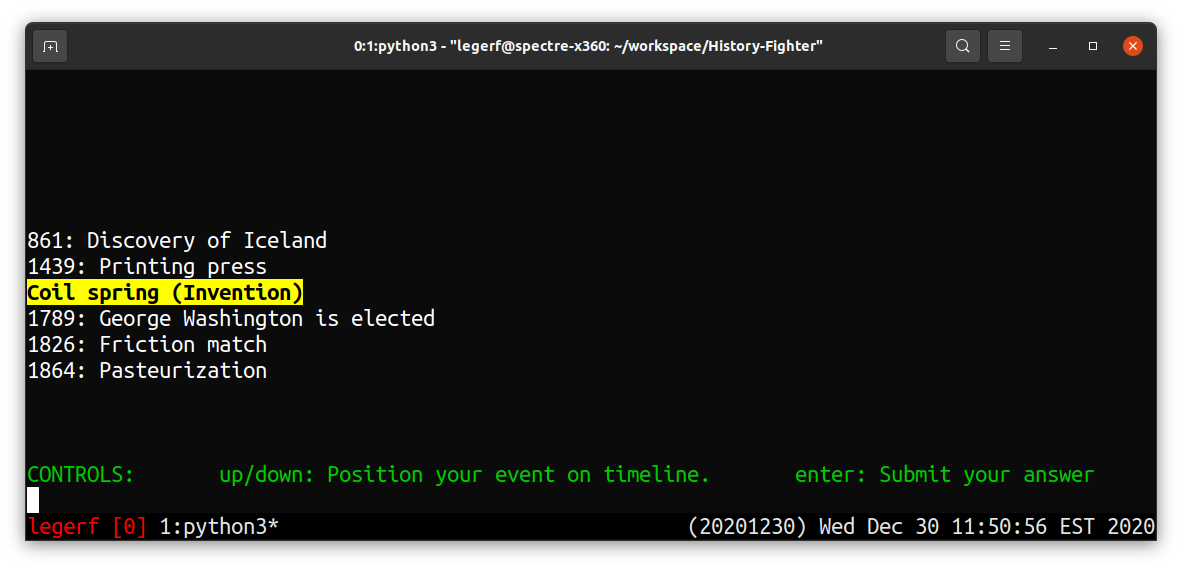 0:1:python3 - "legerf@spectre-x360: ~/workspace/History-Fighter"
861: Discovery of Iceland
1439: Printing press
Coil spring (Invention)
1789: George Washington is elected
1826: Friction match
1864: Pasteurization
CONTROLS: up/down: Position your event on timeline. enter: Submit your answer
legerf [0] 1:python3* (20201230) Wed Dec 30 11:50:56 EST 2020